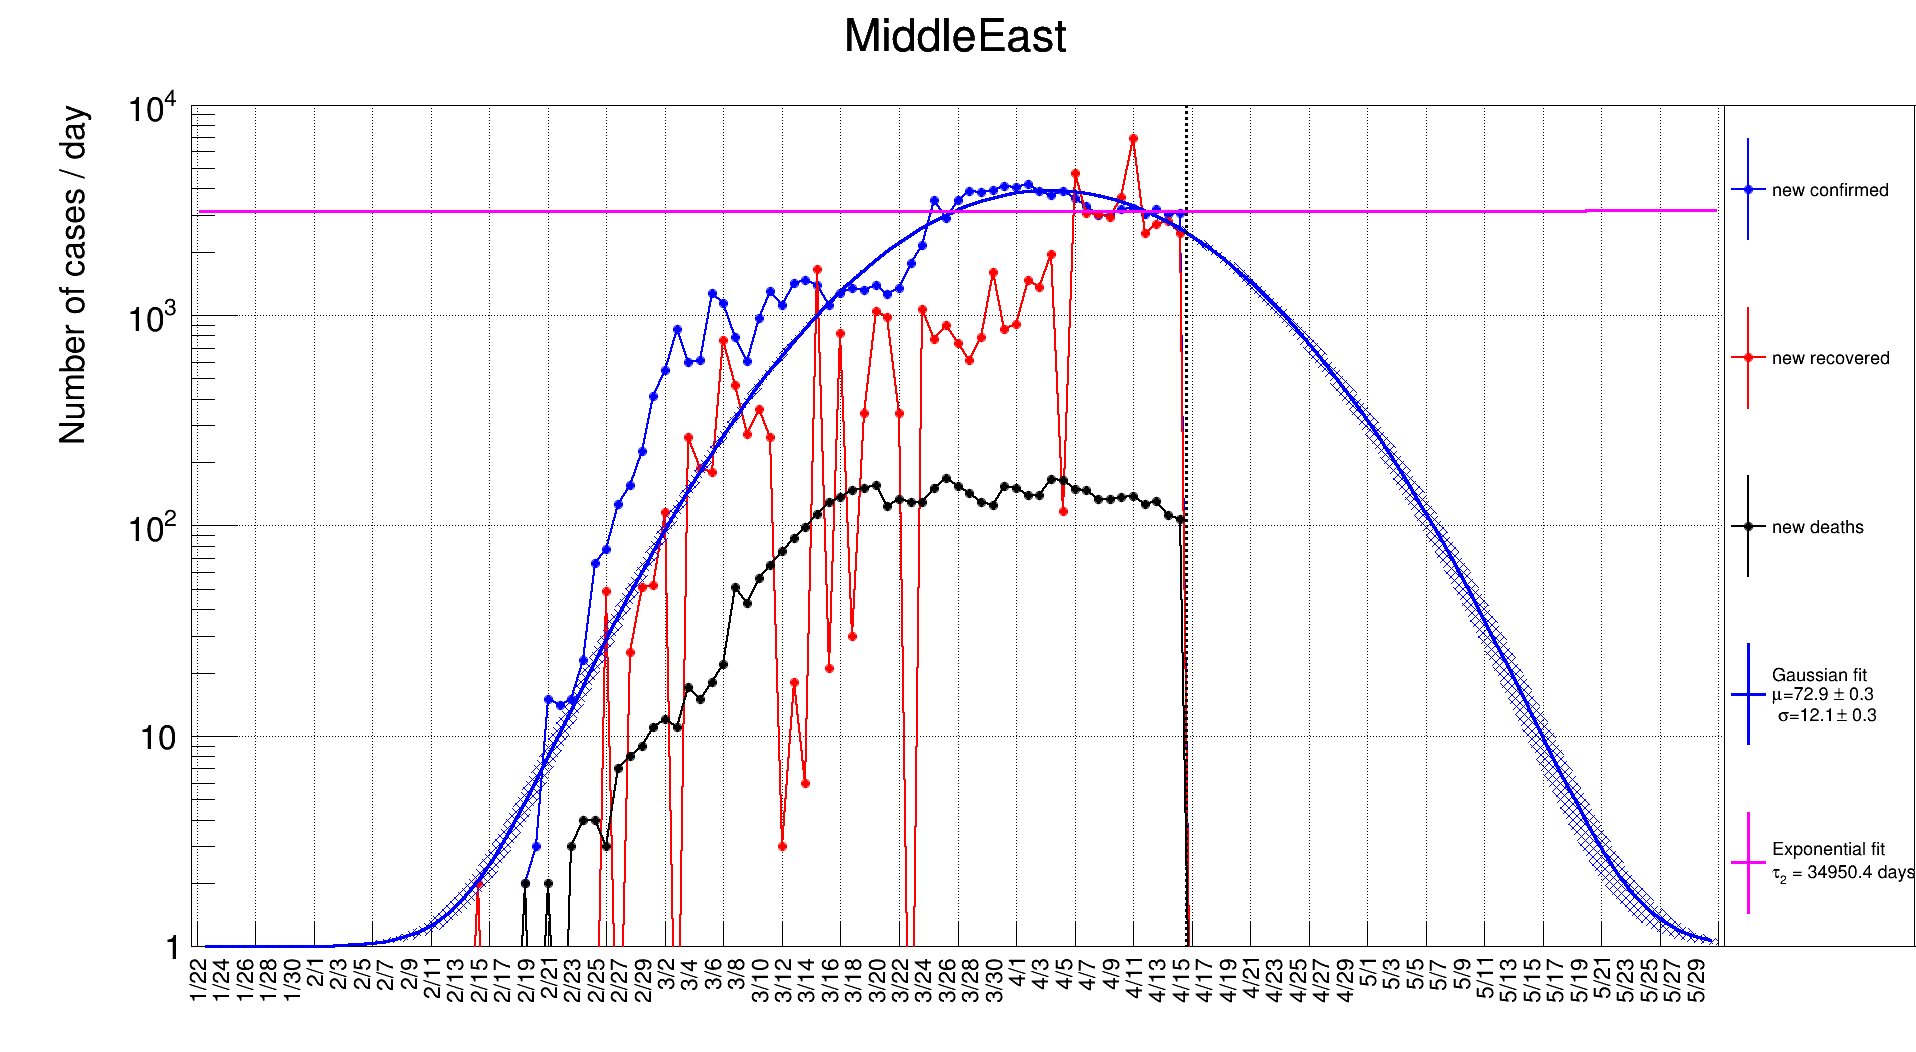 MiddleEast
Number of cases / day
10^4
10^3
10^2
10
1
1/22 1/24 1/26 1/28 1/30 2/1 2/3 2/5 2/7 2/9 2/11 2/13 2/15 2/17 2/19 2/21 2/23 2/25 2/27 2/29 3/2 3/4 3/6 3/8 3/10 3/12 3/14 3/16 3/18 3/20 3/22 3/24 3/26 3/28 3/30 4/1 4/3 4/5 4/7 4/9 4/11 4/13 4/15 4/17 4/19 4/21 4/23 4/25 4/27 4/29 5/1 5/3 5/5 5/7 5/9 5/11 5/13 5/15 5/17 5/19 5/21 5/23 5/25 5/27 5/29
new confirmed
new recovered
new deaths
Gaussian fit
μ=72.9 ± 0.3
σ=12.1 ± 0.3
Exponential fit
τ2 = 34950.4 days